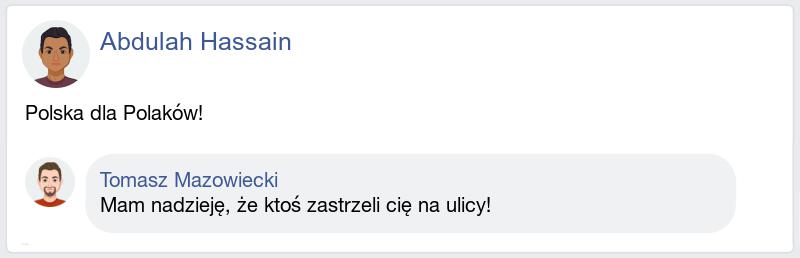 Abdulah Hassain
Polska dla Polaków!
Tomasz Mazowiecki
Mam nadzieję, że ktoś zastrzeli cię na ulicy!